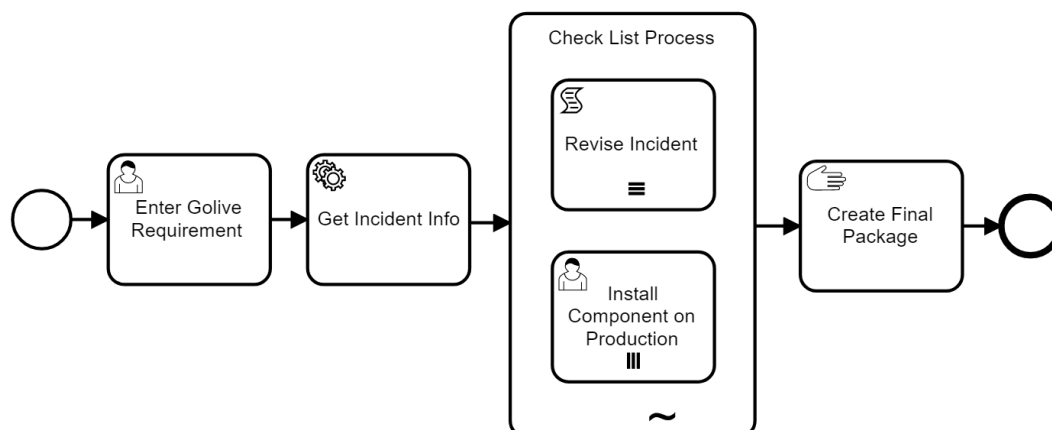 Check List Process
Revise Incident
Enter Golive
Requirement
Get Incident Info
Create Final
Package
Install
Component on
Production